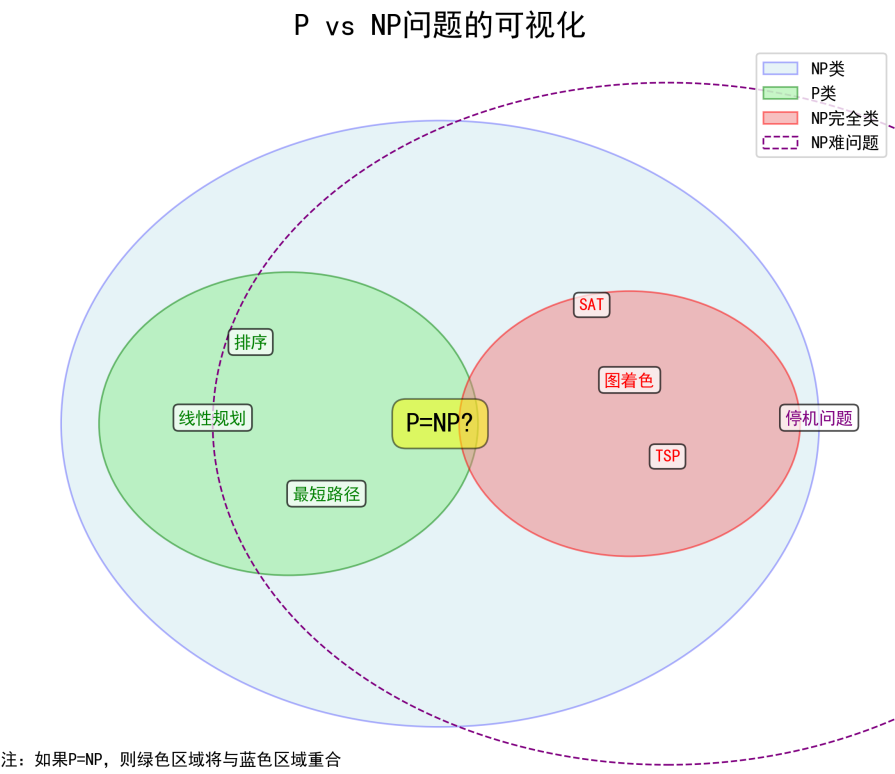 P vs NP问题的可视化
NP类
P类
NP完全类
NP难问题
SAT
排序
图着色
线性规划
P=NP?
停机问题
TSP
最短路径
注: 如果P=NP，则绿色区域将与蓝色区域重合